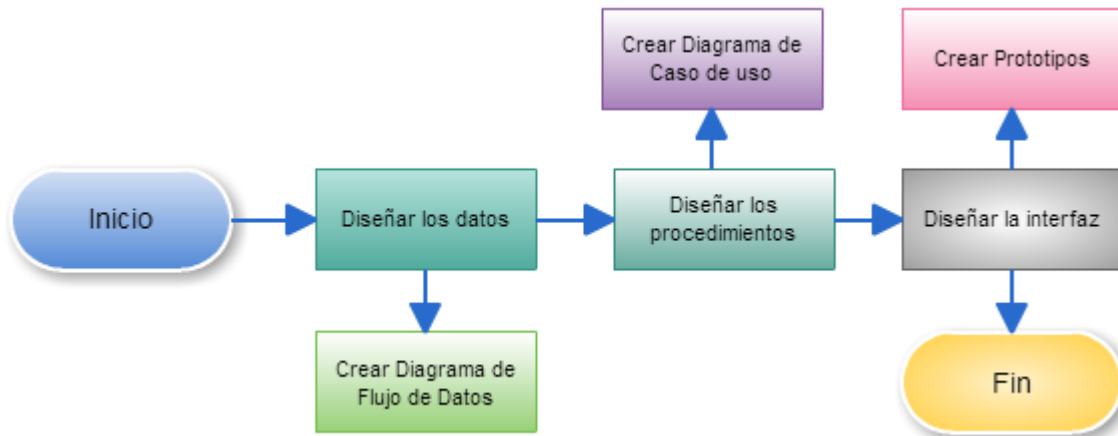 Crear Diagrama de
Caso de uso
Crear Prototipos
Inicio
Diseñar los datos
Diseñar los
procedimientos
Diseñar la interfaz
Crear Diagrama de
Flujo de Datos
Fin